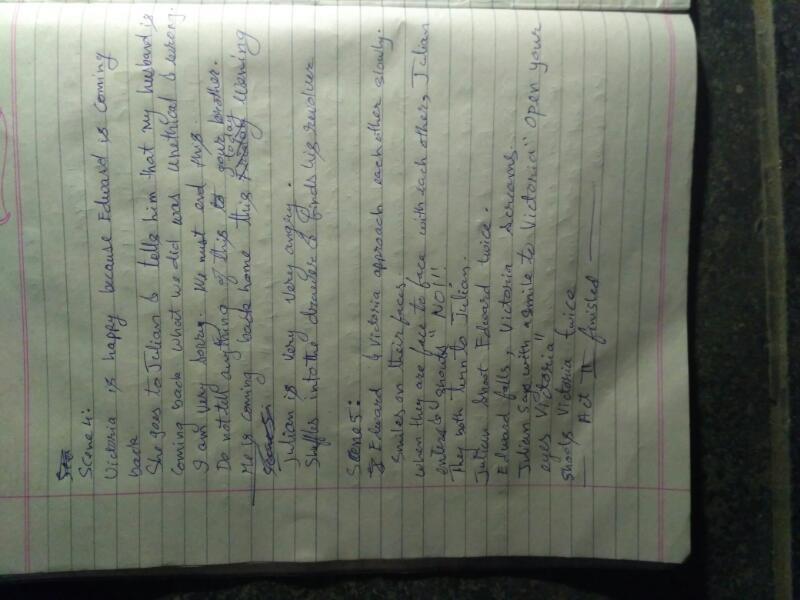 Scene 4:
Victoria is happy because Edward is coming
back
She goes to Julian & tells him that my husband is
coming back what we did was unethical & wrong.
I am very sorry. We must end this
Do not tell anything of this to your brother.
He is coming back home this today evening
Julian is very very angry.
Shuffles into the drawer & finds his revolver
Scene 5:
Edward & Victoria approach each other slowly.
Smiles on their faces
when they are face to face with each other, Julian
enters & shouts "NO!!"
They both turn to Julian.
Julian shoot Edward twice.
Edward falls, Victoria screams.
Julian says with a smile to Victoria "open your
eyes Victoria"
Shoots Victoria twice
Act II finished